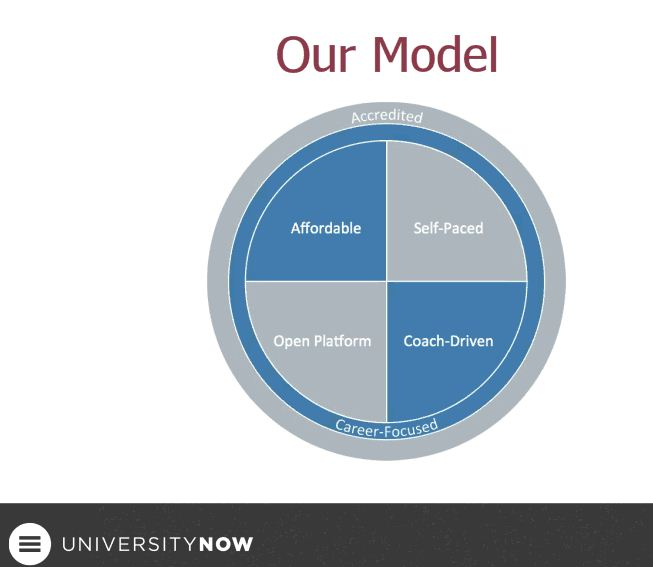 Our Model
Accredited
Affordable
Self-Paced
Open Platform
Coach-Driven
Career-Focused
UNIVERSITYNOW